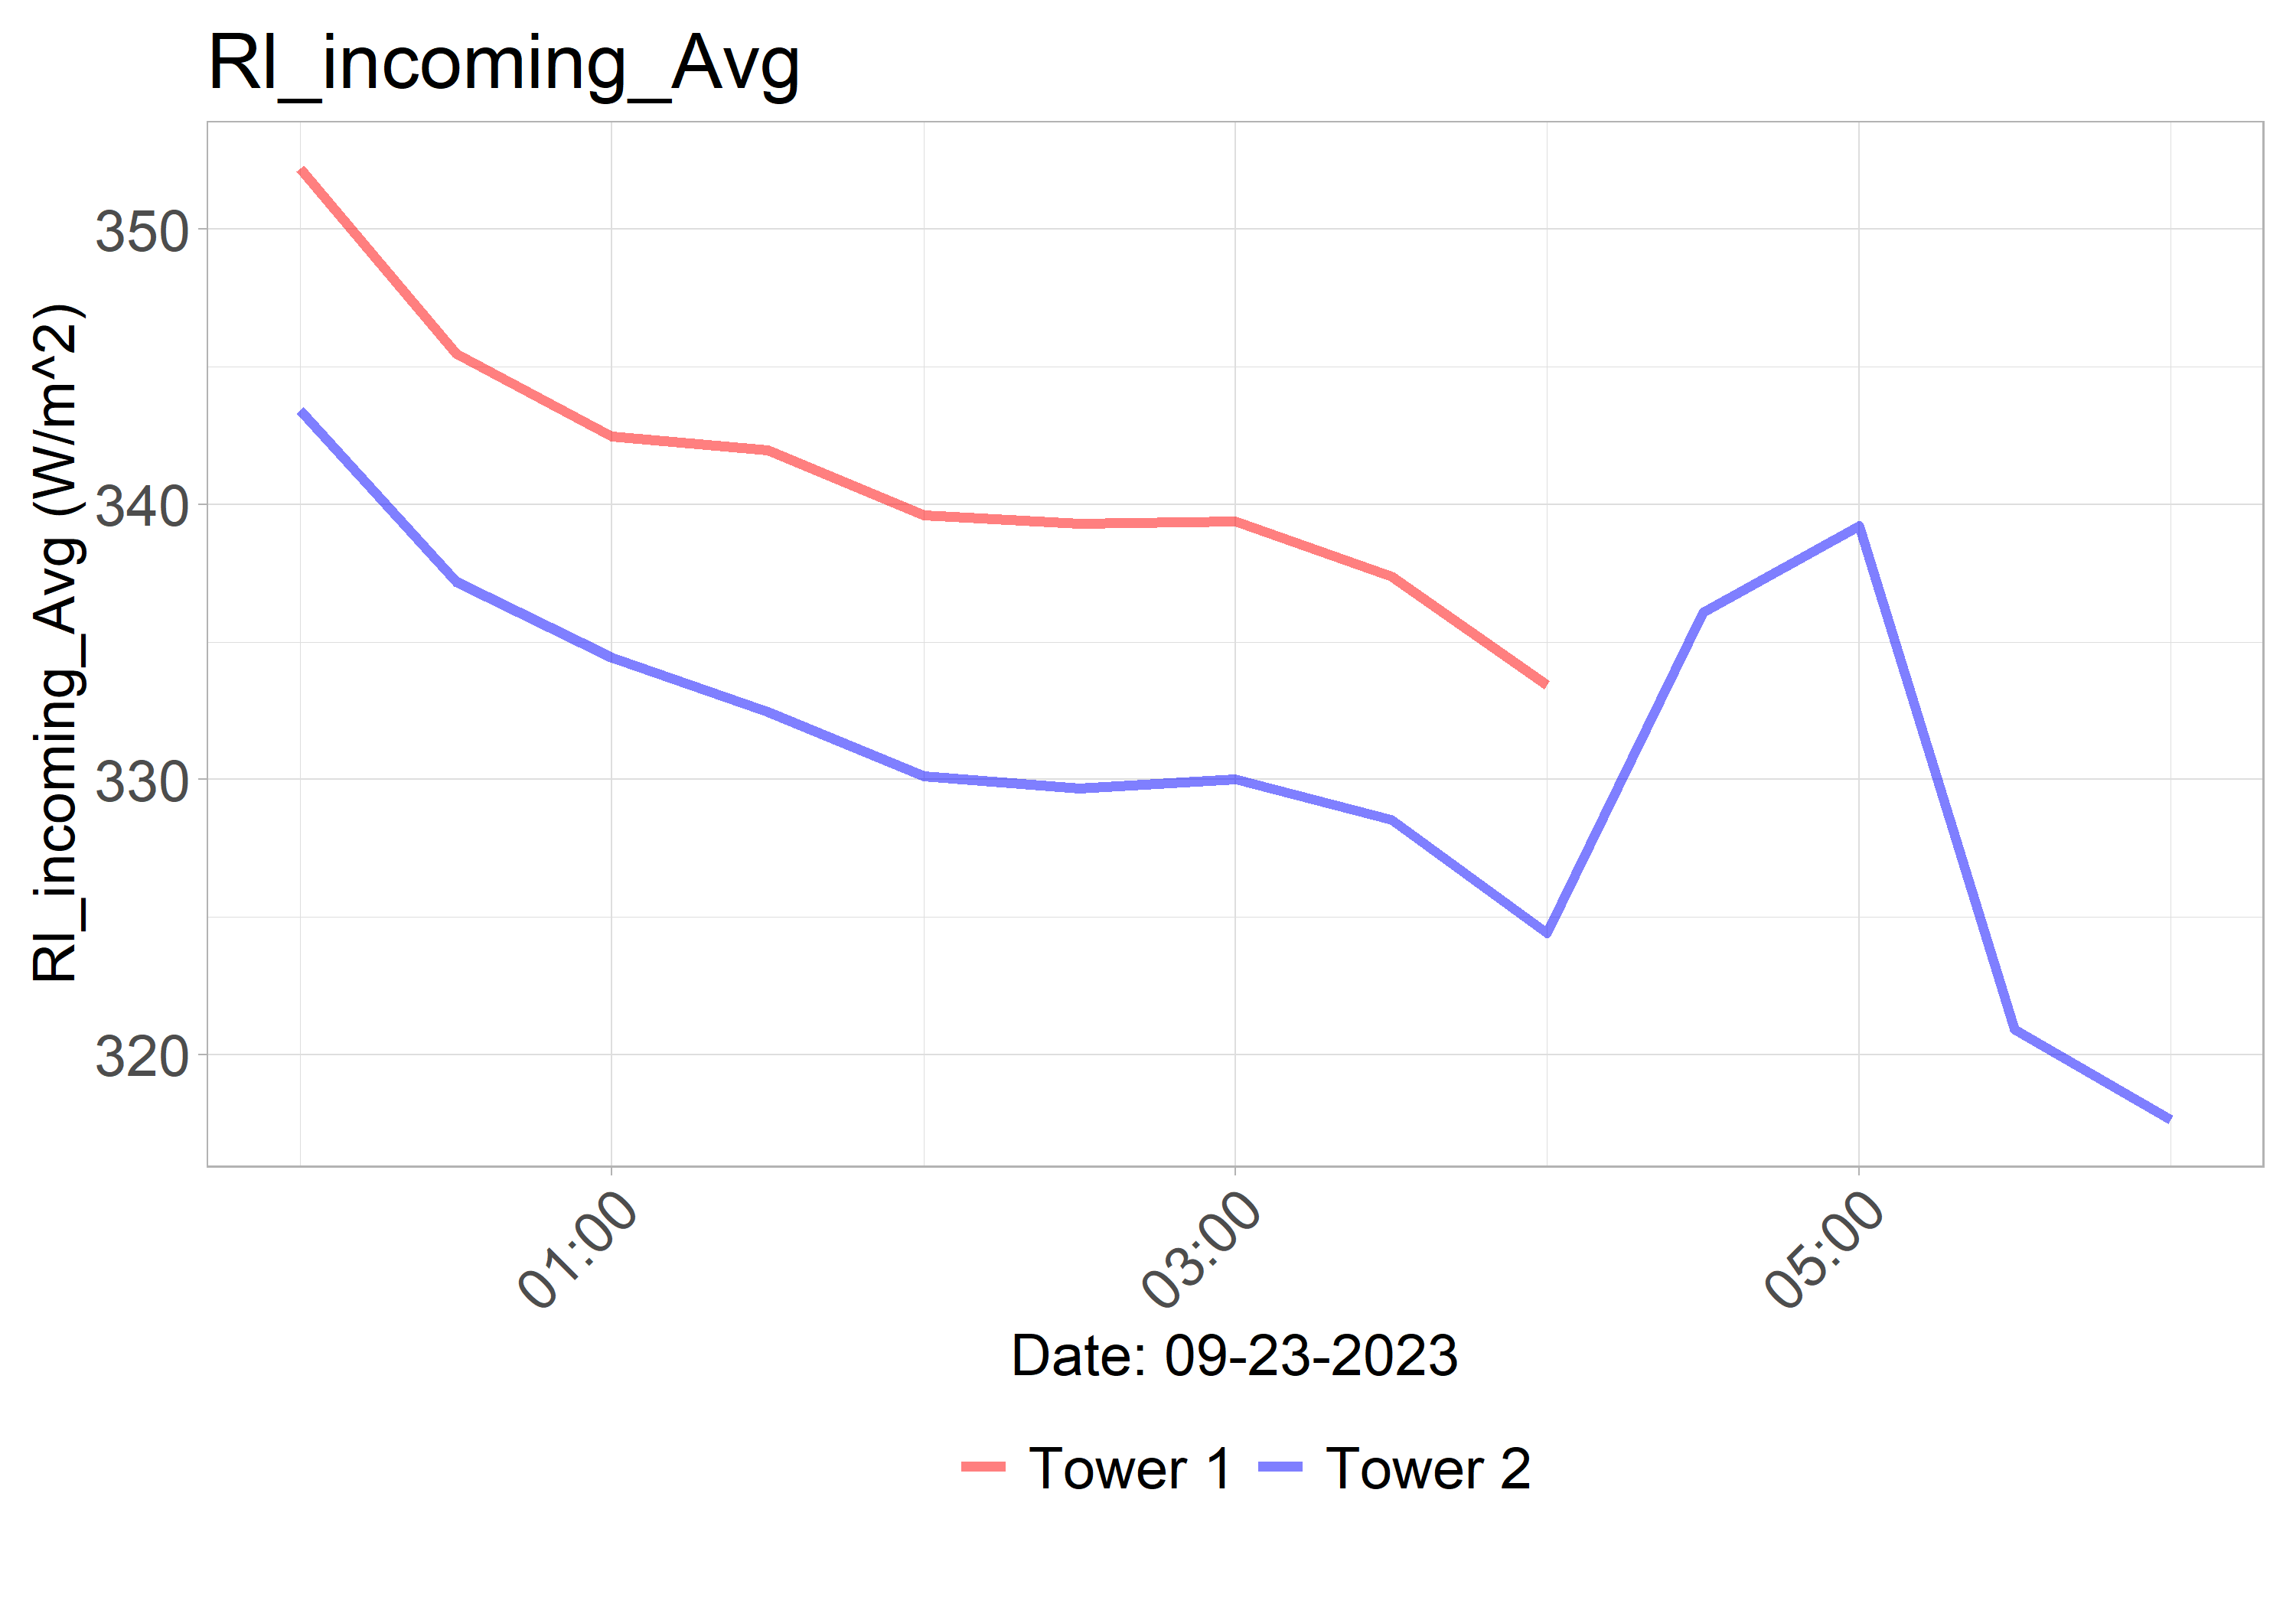 Rl_incoming_Avg
Rl_incoming_Avg (W/m^2)
350
340
330
320
01:00
03:00
05:00
Date: 09-23-2023
Tower 1
Tower 2